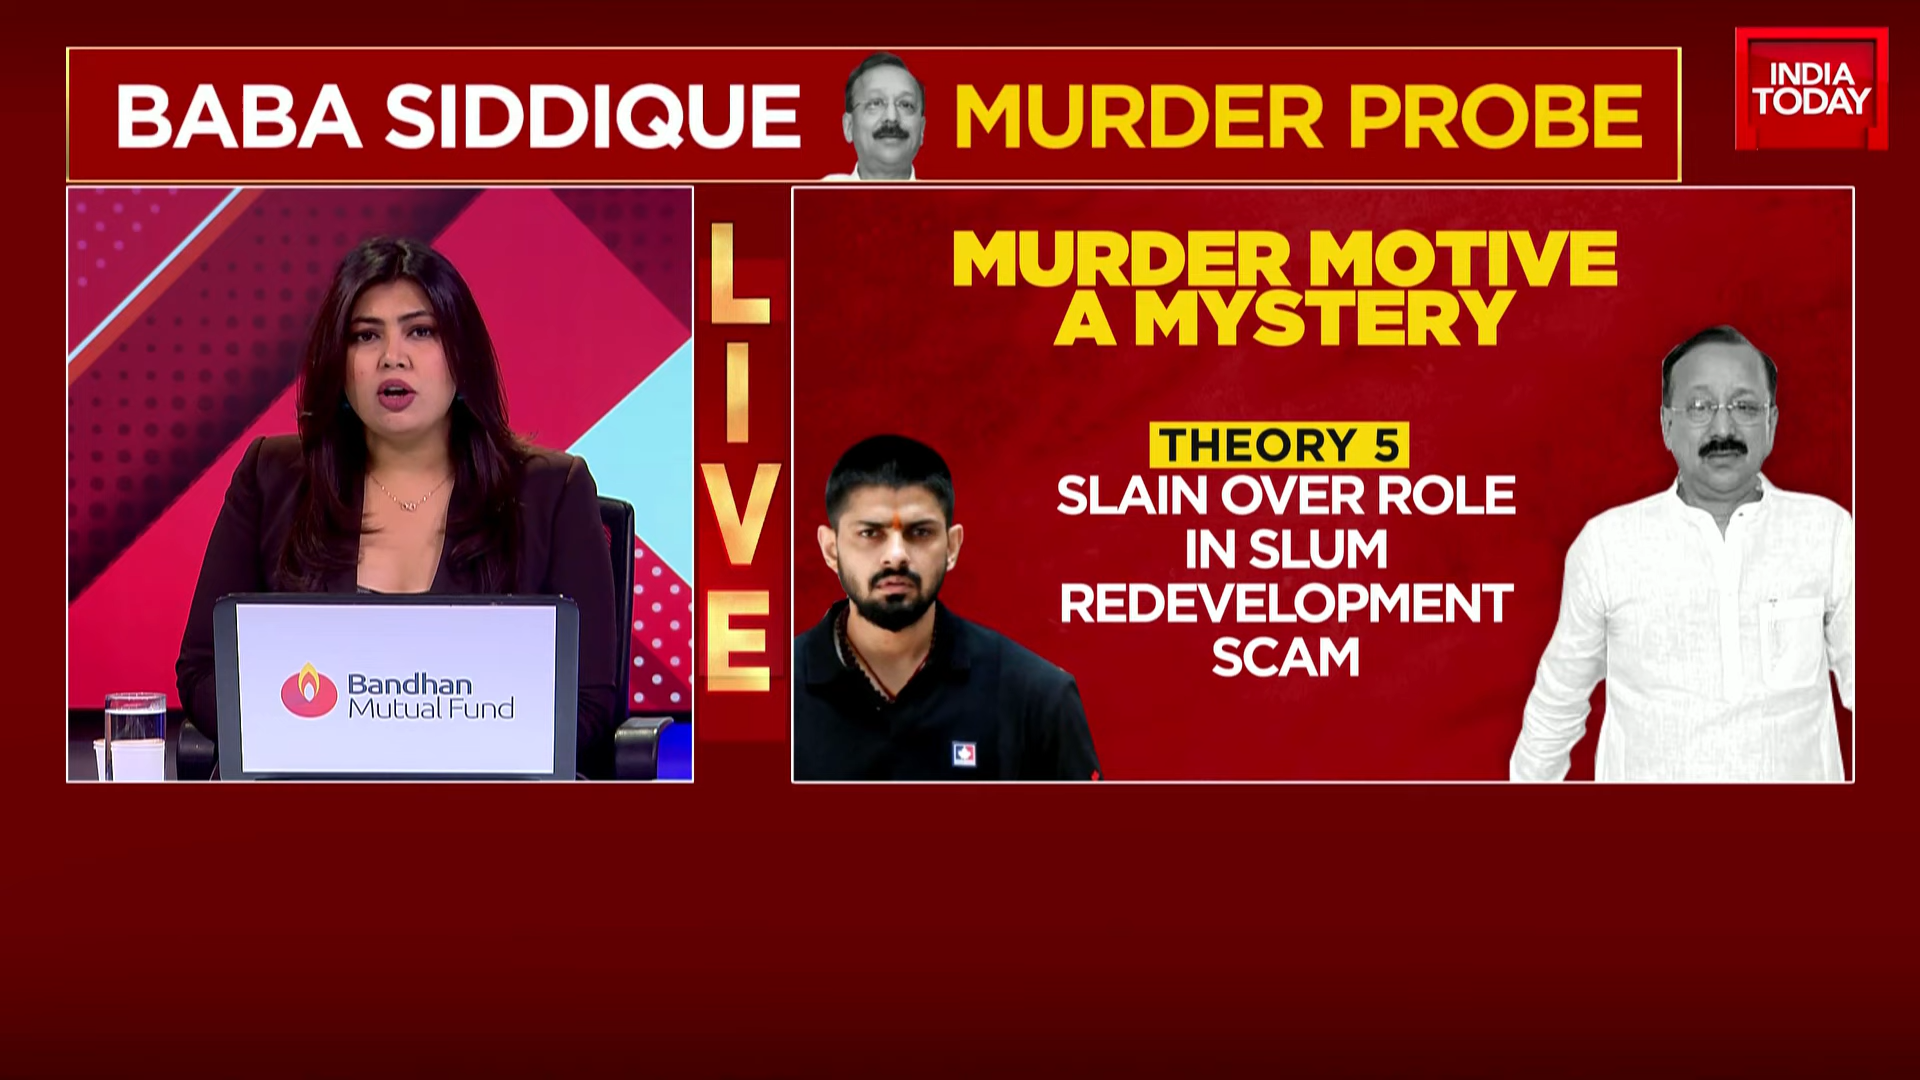 BABA SIDDIQUE MURDER PROBE
INDIA
TODAY
LIVE
MURDER MOTIVE
A MYSTERY
THEORY 5
SLAIN OVER ROLE
IN SLUM
REDEVELOPMENT
SCAM
Bandhan
Mutual Fund